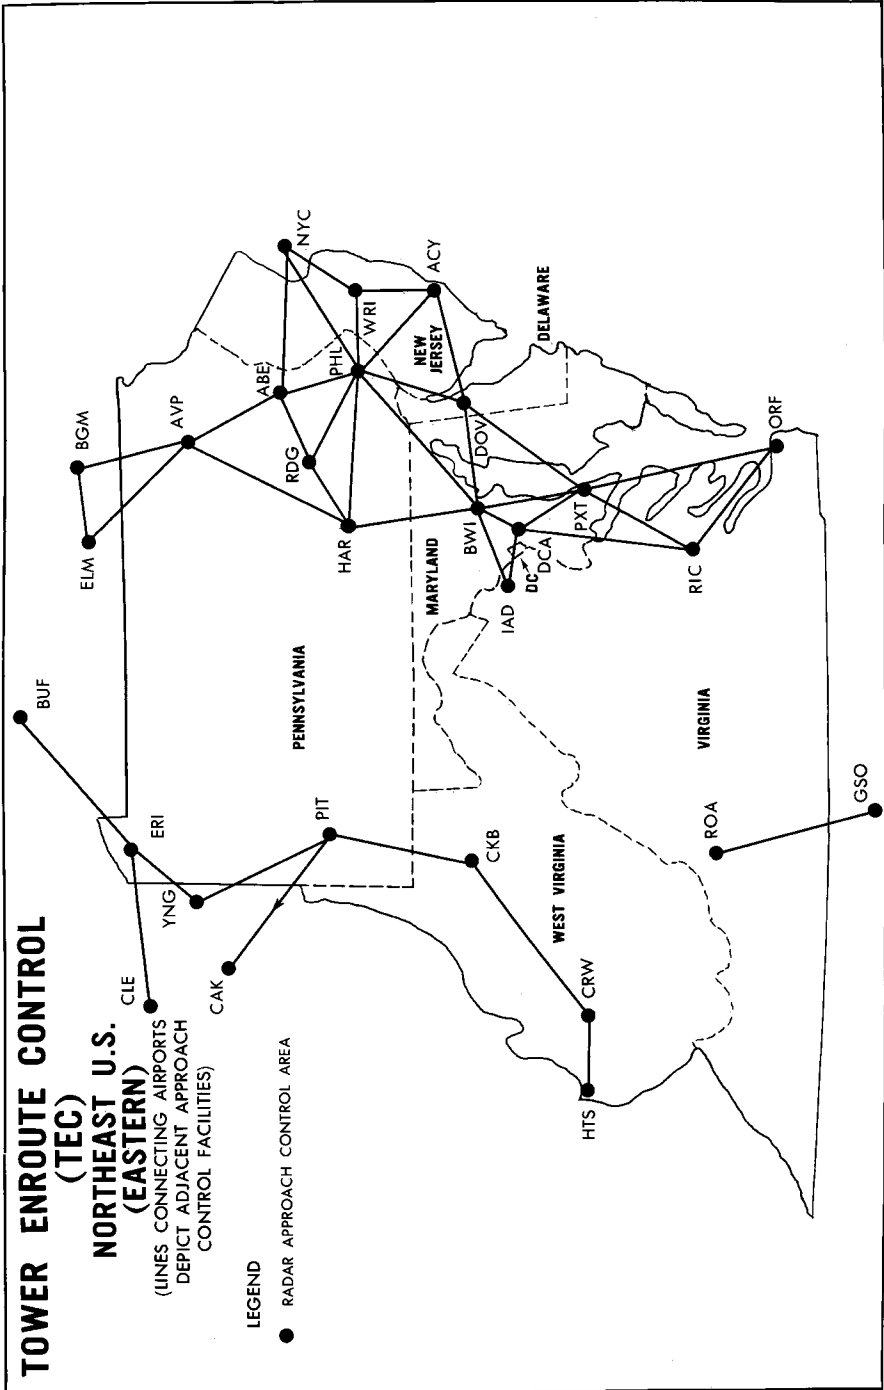 TOWER ENROUTE CONTROL
(TEC)
NORTHEAST U.S.
(EASTERN)
(LINES CONNECTING AIRPORTS
DEPICT ADJACENT APPROACH
CONTROL FACILITIES)
LEGEND
RADAR APPROACH CONTROL AREA
BUF
BGM
ELM
AVP
ERI
YNG
CLE
CAK
PIT
NYC
ABE
RDG
HAR
PHL
WRI
ACY
NEW
JERSEY
DELAWARE
PENNSYLVANIA
MARYLAND
DOV
BWI
IAD
DC
DCA
PXT
CKB
WEST VIRGINIA
CRW
HTS
VIRGINIA
RIC
ORF
ROA
GSO